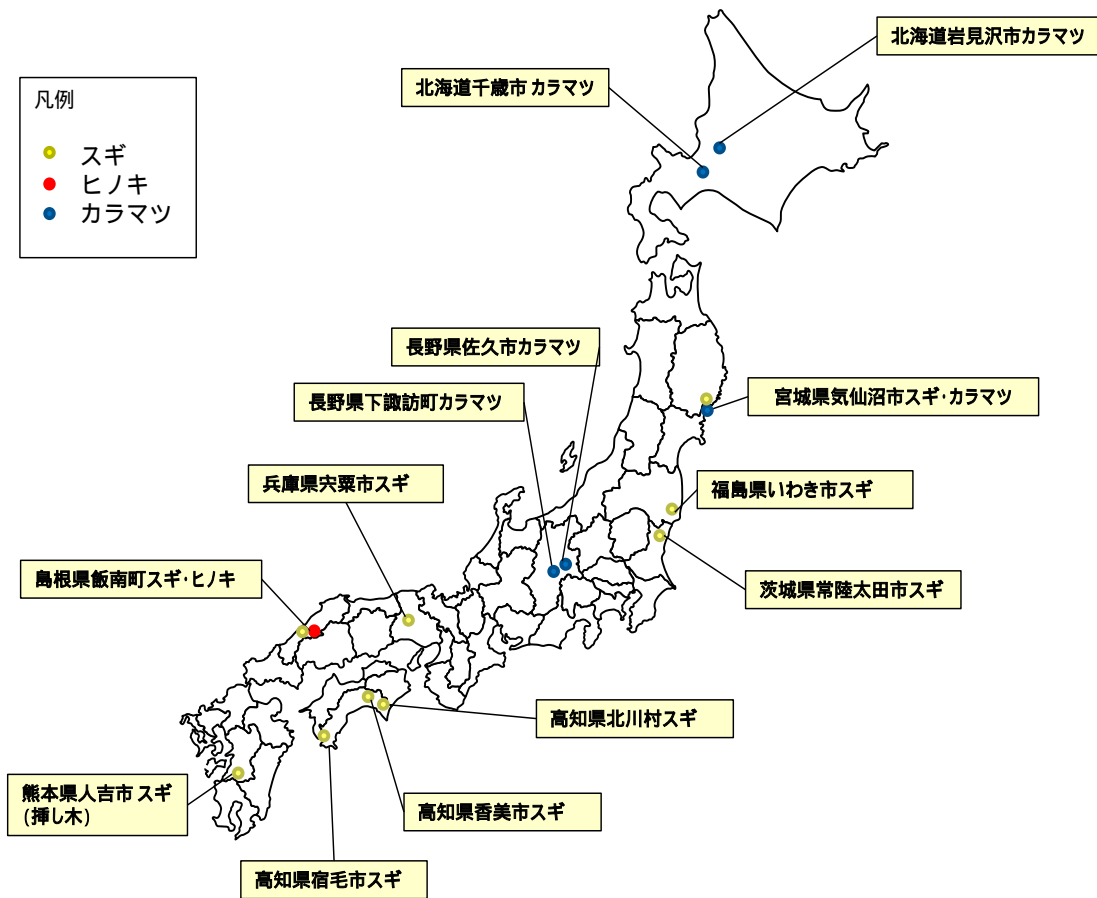 北海道岩見沢市カラマツ
北海道千歳市 カラマツ
凡例
スギ
ヒノキ
カラマツ
長野県佐久市カラマツ
長野県下諏訪町カラマツ
宮城県気仙沼市スギ・カラマツ
兵庫県宍粟市スギ
福島県いわき市スギ
島根県飯南町スギ・ヒノキ
茨城県常陸太田市スギ
高知県北川村スギ
熊本県人吉市 スギ
(挿し木)
高知県香美市スギ
高知県宿毛市スギ